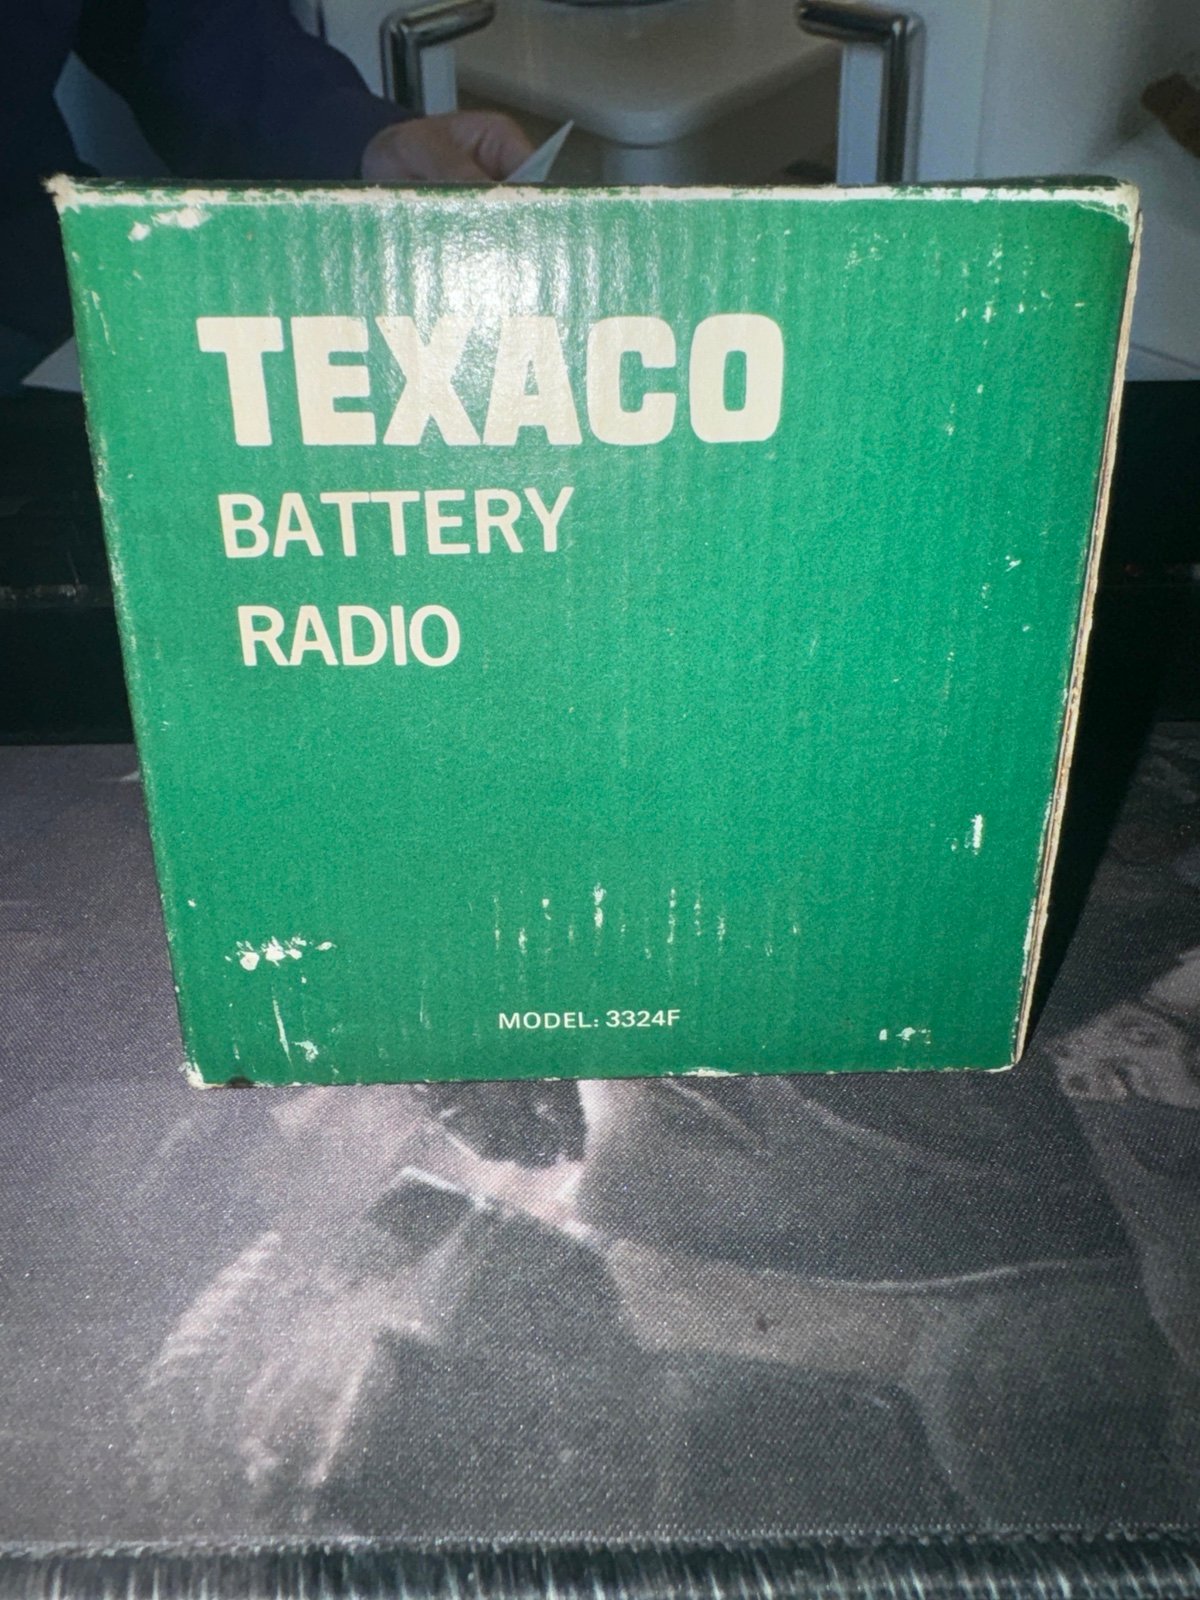 TEXACO
BATTERY
RADIO
MODEL: 3324F